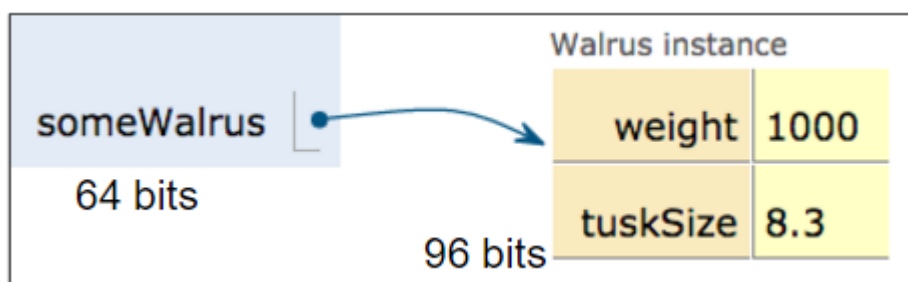 Walrus instance
someWalrus
weight 1000
tuskSize 8.3
64 bits
96 bits